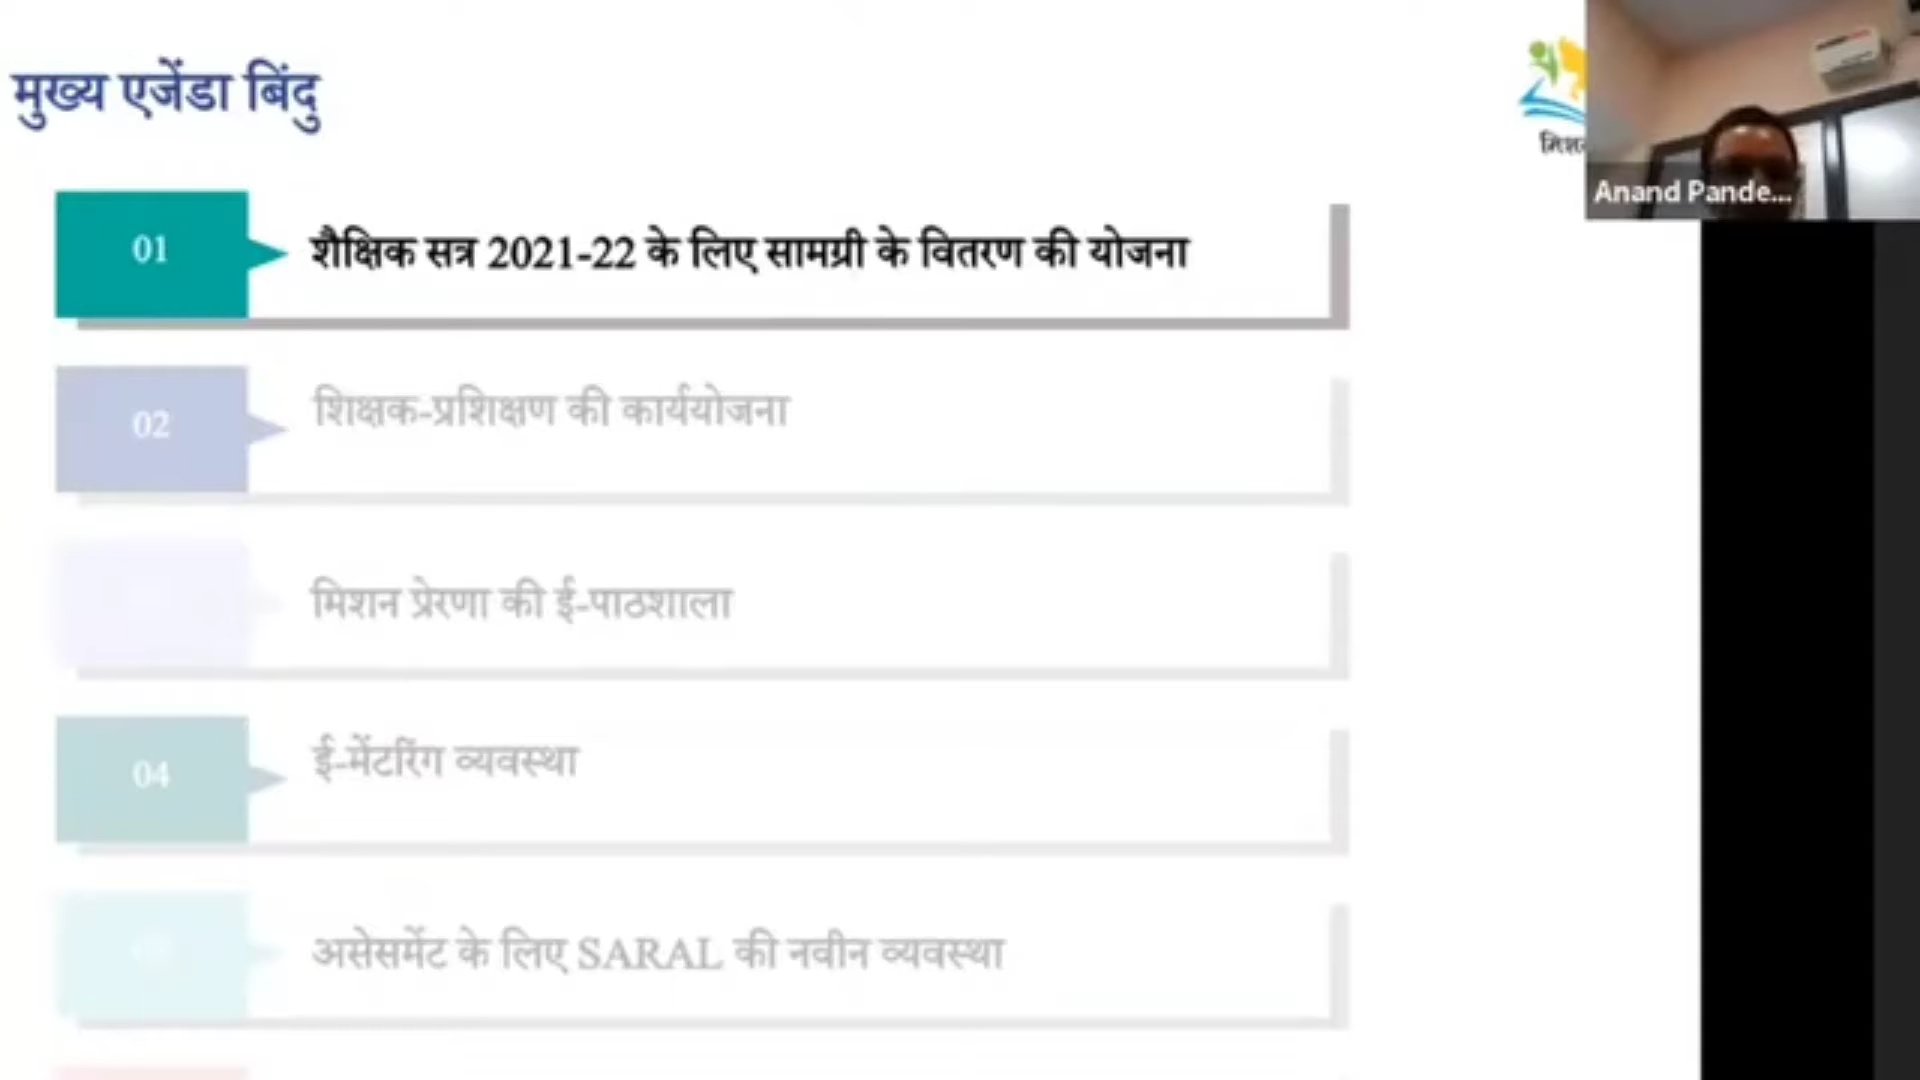 मुख्य एजेंडा बिंदु
01
शैक्षिक सत्र 2021-22 के लिए सामग्री के वितरण की योजना
02
शिक्षक-प्रशिक्षण की कार्ययोजना
मिशन प्रेरणा की ई-पाठशाला
04
ई-मेंटरिंग व्यवस्था
असेसमेंट के लिए SARAL की नवीन व्यवस्था
Anand Pande...